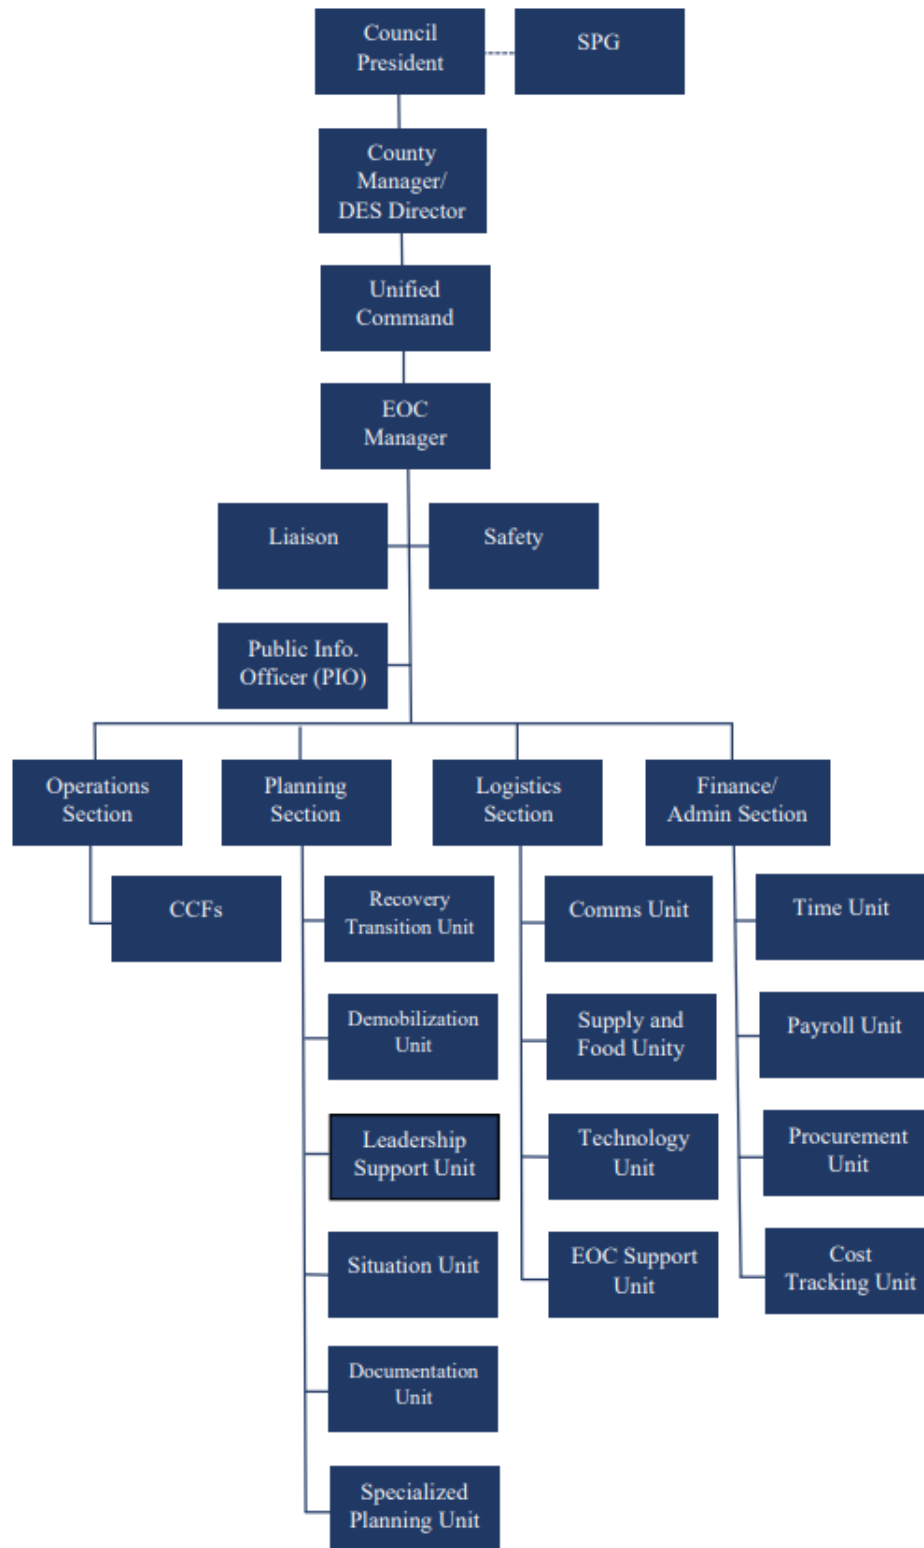 Council
President
SPG
County
Manager/
DES Director
Unified
Command
EOC
Manager
Liaison
Safety
Public Info.
Officer (PIO)
Operations
Section
Planning
Section
Logistics
Section
Finance/
Admin Section
CCFs
Recovery
Transition Unit
Comms Unit
Time Unit
Demobilization
Unit
Supply and
Food Unity
Payroll Unit
Leadership
Support Unit
Technology
Unit
Procurement
Unit
Situation Unit
EOC Support
Unit
Cost
Tracking Unit
Documentation
Unit
Specialized
Planning Unit